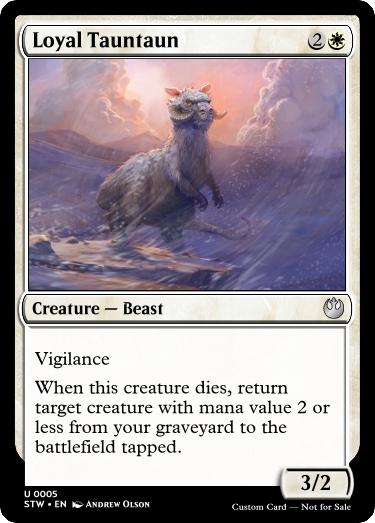 Loyal Tauntaun 2
Creature — Beast
Vigilance
When this creature dies, return
target creature with mana value 2 or
less from your graveyard to the
battlefield tapped.
3/2
U 0005
STW • EN Andrew Olson
Custom Card — Not for Sale